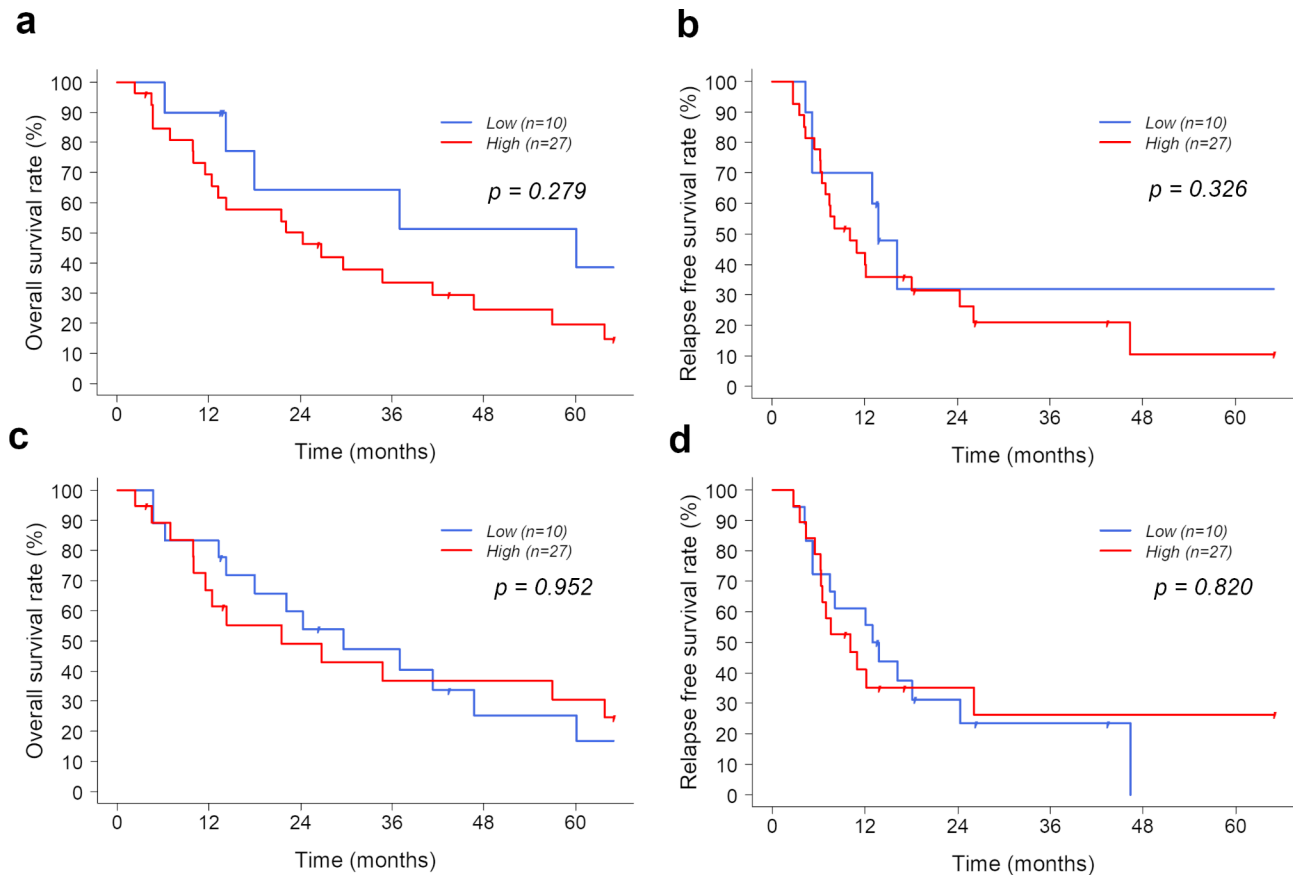 a
Overall survival rate (%)
100
90
80
70
60
50
40
30
20
10
0
Low (n=10)
High (n=27)
p = 0.279
0 12 24 36 48 60
Time (months)
b
Relapse free survival rate (%)
100
90
80
70
60
50
40
30
20
10
0
Low (n=10)
High (n=27)
p = 0.326
0 12 24 36 48 60
Time (months)
c
Overall survival rate (%)
100
90
80
70
60
50
40
30
20
10
0
Low (n=10)
High (n=27)
p = 0.952
0 12 24 36 48 60
Time (months)
d
Relapse free survival rate (%)
100
90
80
70
60
50
40
30
20
10
0
Low (n=10)
High (n=27)
p = 0.820
0 12 24 36 48 60
Time (months)